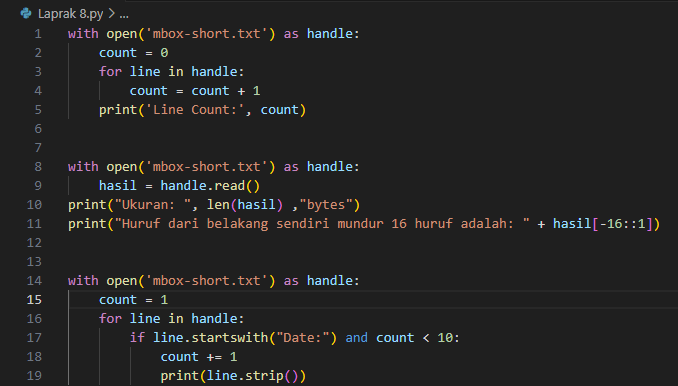 Laprak 8.py > ...
1 with open('mbox-short.txt') as handle:
2     count = 0
3     for line in handle:
4         count = count + 1
5     print('Line Count:', count)
6
7
8 with open('mbox-short.txt') as handle:
9     hasil = handle.read()
10 print("Ukuran: ", len(hasil) ,"bytes")
11 print("Huruf dari belakang sendiri mundur 16 huruf adalah: " + hasil[-16::1])
12
13
14 with open('mbox-short.txt') as handle:
15     count = 1
16     for line in handle:
17         if line.startswith("Date:") and count < 10:
18             count += 1
19             print(line.strip())